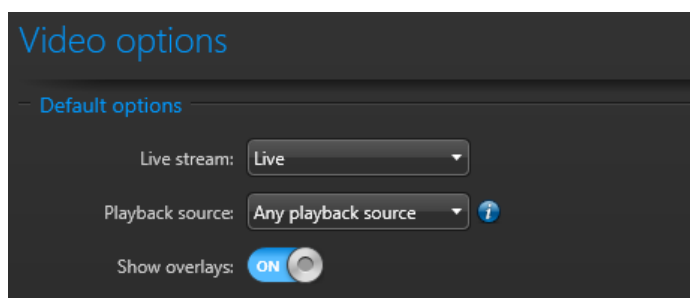 Video options
Default options
Live stream: Live
Playback source: Any playback source i
Show overlays: ON